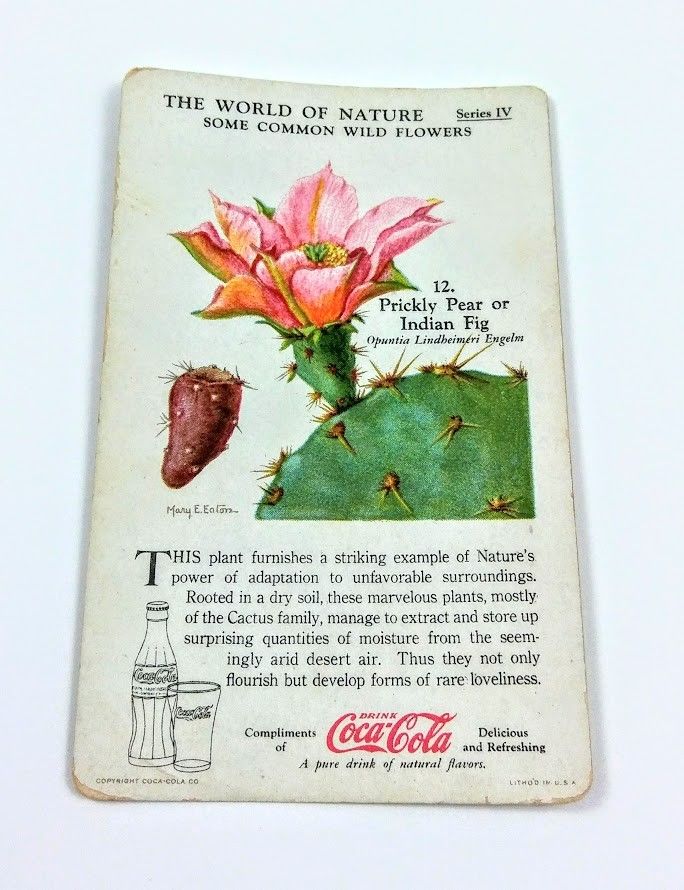 THE WORLD OF NATURE Series IV
SOME COMMON WILD FLOWERS
12.
Prickly Pear or
Indian Fig
Opuntia Lindheimeri Engelm
Mary E. Eaton
THIS plant furnishes a striking example of Nature's
power of adaptation to unfavorable surroundings.
Rooted in a dry soil, these marvelous plants, mostly
of the Cactus family, manage to extract and store up
surprising quantities of moisture from the seem-
ingly arid desert air. Thus they not only
flourish but develop forms of rare loveliness.
Coca-Cola
Coca-Cola
Compliments
of
DRINK
Coca-Cola
Delicious
and Refreshing
A pure drink of natural flavors.
COPYRIGHT COCA-COLA CO
LITHO'D IN U.S.A